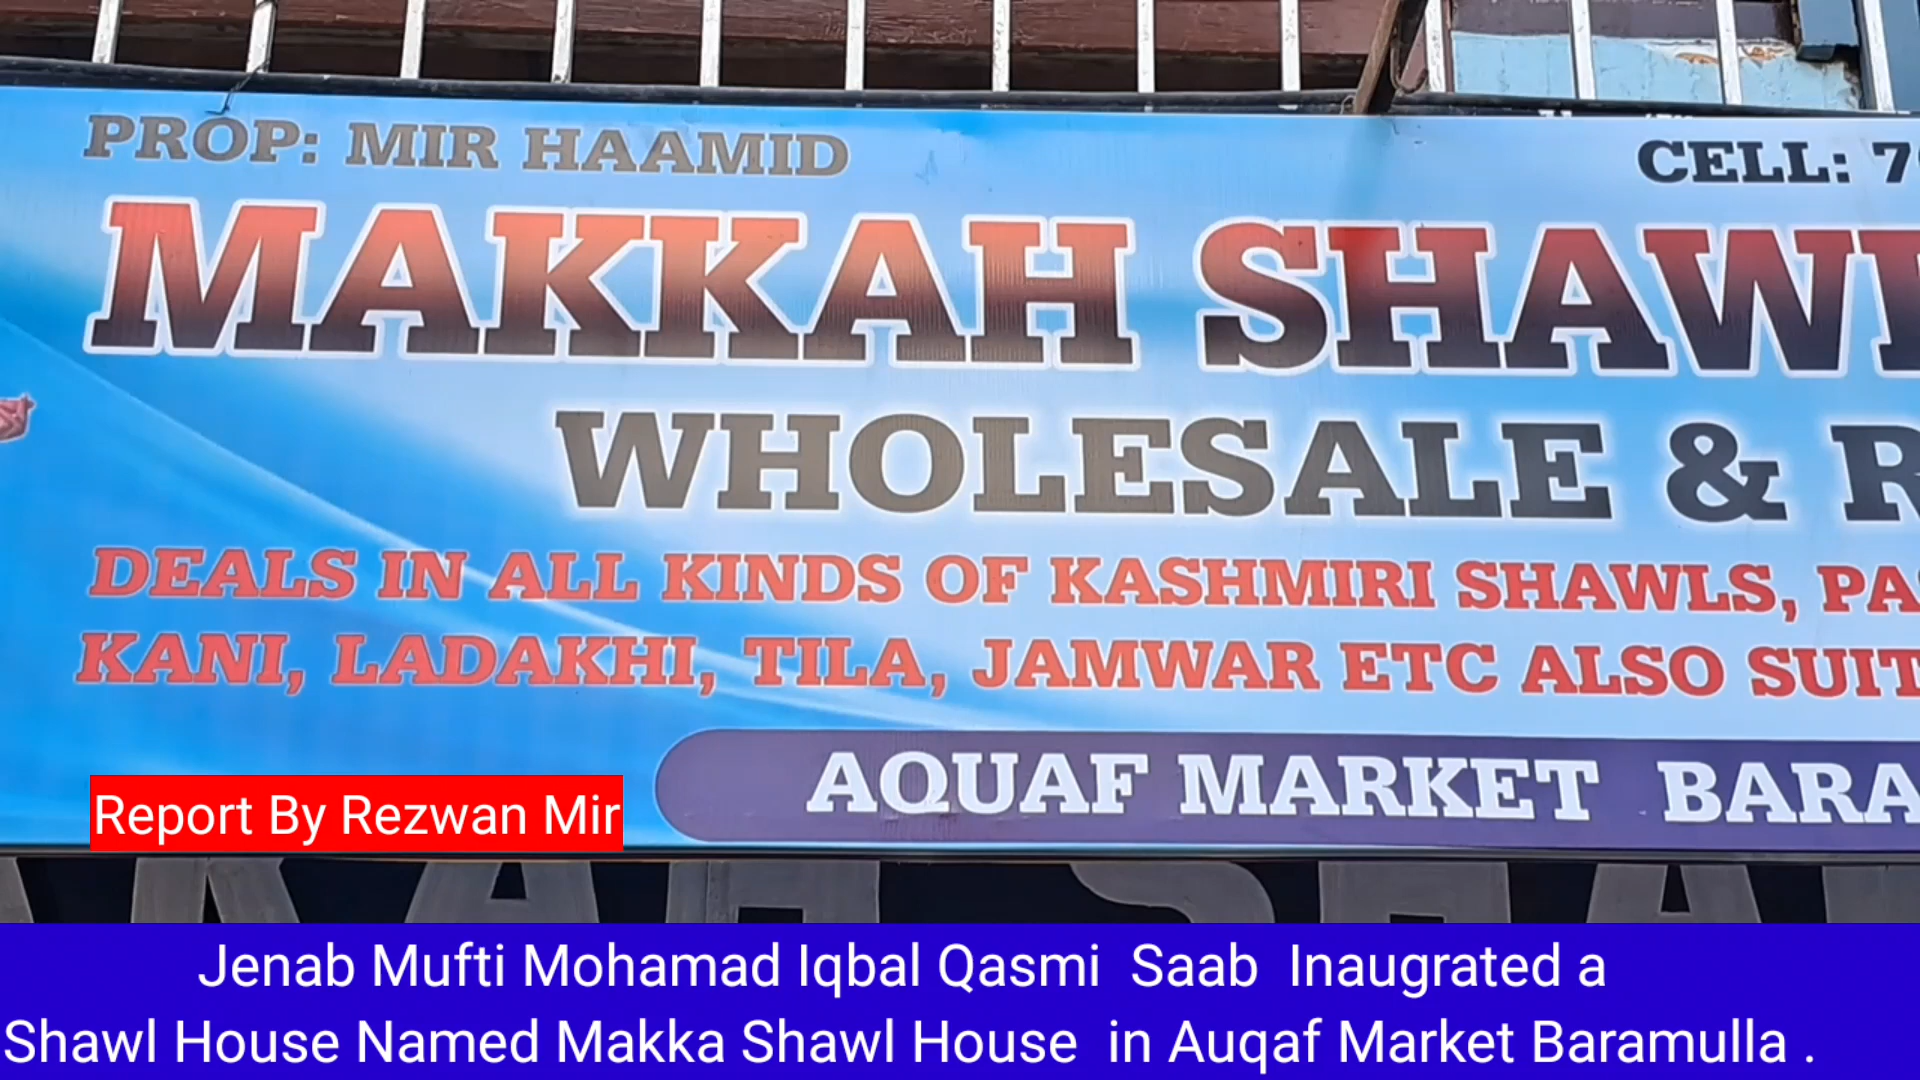 PROP: MIR HAAMID
CELL: 7
MAKKAH SHAWL
WHOLESALE & R
DEALS IN ALL KINDS OF KASHMIRI SHAWLS, PA
KANI, LADAKHI, TILA, JAMWAR ETC ALSO SUIT
AQUAF MARKET BARA
Report By Rezwan Mir
Jenab Mufti Mohamad Iqbal Qasmi Saab Inaugrated a
Shawl House Named Makka Shawl House in Auqaf Market Baramulla .